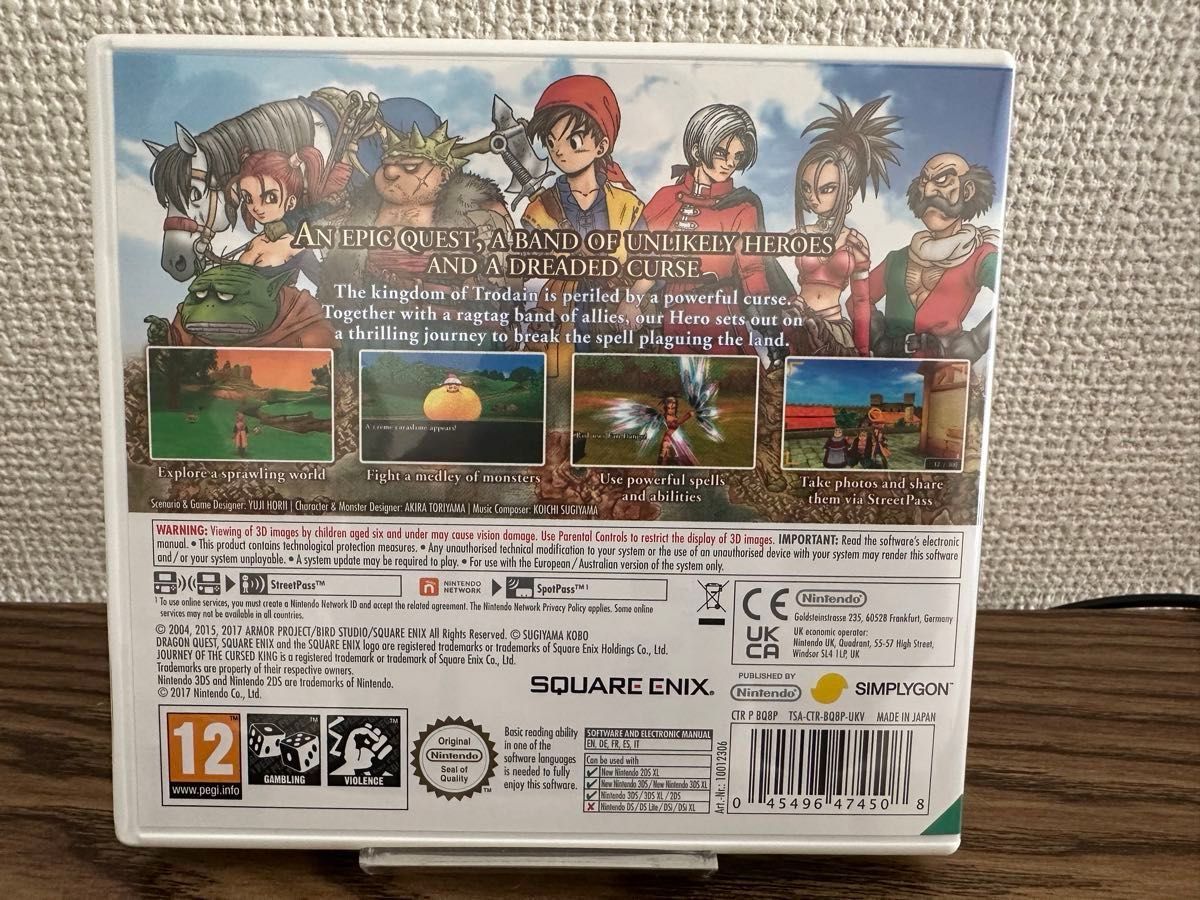 AN EPIC QUEST, A BAND OF UNLIKELY HEROES
AND A DREADED CURSE
The kingdom of Trodain is periled by a powerful curse.
Together with a ragtag band of allies, our Hero sets out on
a thrilling journey to break the spell plaguing the land.
appears!
Explore a sprawling world
Fight a medley of monsters
Use powerful spells
and abilities
Take photos and share
them via StreetPass
Scenario & Game Designer: YUJI HORII | Character & Monster Designer: AKIRA TORIYAMA | Music Composer: KOICHI SUGIYAMA
WARNING: Viewing of 3D images by children aged six and under may cause vision damage. Use Parental Controls to restrict the display of 3D images. IMPORTANT: Read the software's electronic
manual. • This product contains technological protection measures. • Any unauthorised technical modification to your system or the use of an unauthorised device with your system may render this software
and / or your system unplayable. • A system update may be required to play. • For use with the European / Australian version of the system only.
StreetPass™
NINTENDO
NETWORK
SpotPass™ 1
1 To use online services, you must create a Nintendo Network ID and accept the related agreement. The Nintendo Network Privacy Policy applies. Some online
services may not be available in all countries.
© 2004, 2015, 2017 ARMOR PROJECT/BIRD STUDIO/SQUARE ENIX All Rights Reserved. © SUGIYAMA KOBO
DRAGON QUEST, SQUARE ENIX and the SQUARE ENIX logo are registered trademarks or trademarks of Square Enix Holdings Co., Ltd.
JOURNEY OF THE CURSED KING is a registered trademark or trademark of Square Enix Co., Ltd.
Trademarks are property of their respective owners.
Nintendo 3DS and Nintendo 2DS are trademarks of Nintendo.
© 2017 Nintendo Co., Ltd.
CE
UK
CA
Nintendo
Goldsteinstrasse 235, 60528 Frankfurt, Germany
UK economic operator:
Nintendo UK, Quadrant, 55-57 High Street,
Windsor SL4 1LP, UK
SQUARE ENIX.
PUBLISHED BY
Nintendo
SIMPLYGON™
CTR P BQ8P TSA-CTR-BQ8P-UKV MADE IN JAPAN
12
www.pegi.info
GAMBLING
VIOLENCE
Original
Nintendo
Seal of
Quality
Basic reading ability
in one of the
software languages
is needed to fully
enjoy this software.
SOFTWARE AND ELECTRONIC MANUAL
EN, DE, FR, ES, IT
Can be used with
New Nintendo 2DS XL
New Nintendo 3DS / New Nintendo 3DS XL
Nintendo 3DS / 3DS XL / 2DS
Nintendo DS / DS Lite / DSi / DSi XL
Art.-Nr.: 10012306
0 45496 47450 8